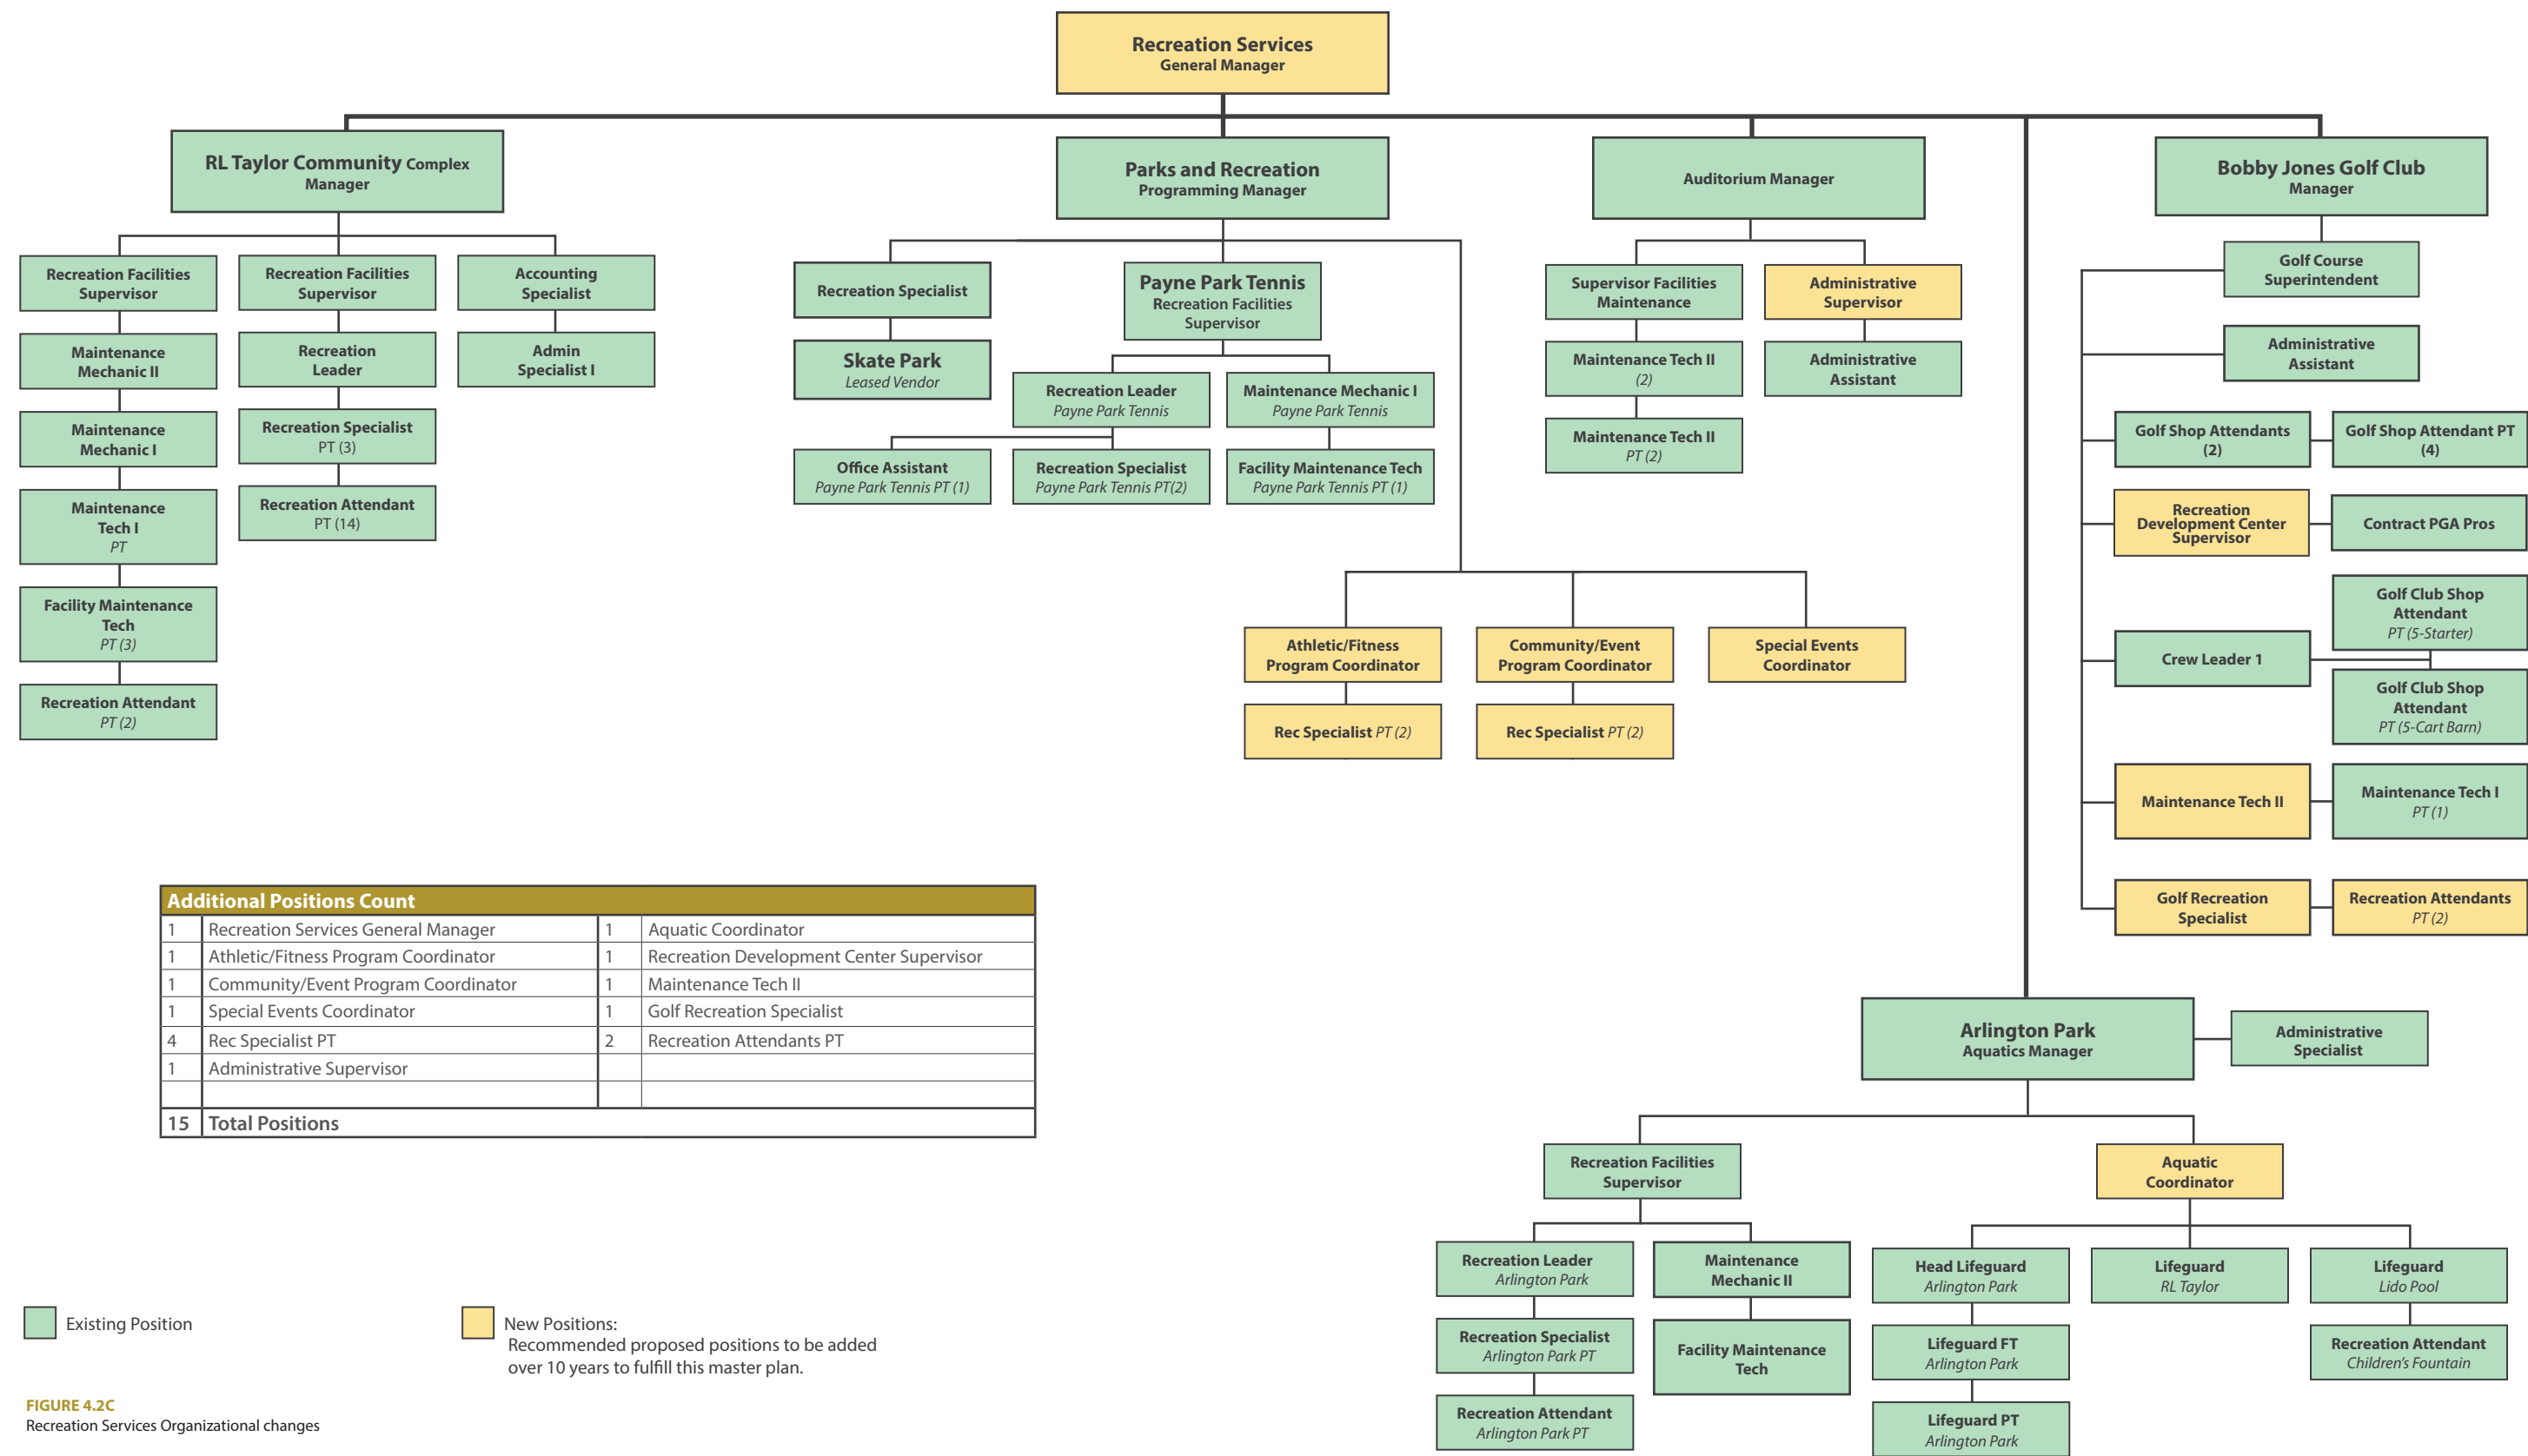 Recreation Services
General Manager
RL Taylor Community Complex
Manager
Parks and Recreation
Programming Manager
Auditorium Manager
Bobby Jones Golf Club
Manager
Recreation Facilities
Supervisor
Maintenance
Mechanic II
Maintenance
Mechanic I
Maintenance
Tech I
PT
Facility Maintenance
Tech
PT (3)
Recreation Attendant
PT (2)
Recreation Facilities
Supervisor
Recreation
Leader
Recreation Specialist
PT (3)
Recreation Attendant
PT (14)
Accounting
Specialist
Admin
Specialist I
Recreation Specialist
Skate Park
Leased Vendor
Payne Park Tennis
Recreation Facilities
Supervisor
Recreation Leader
Payne Park Tennis
Maintenance Mechanic I
Payne Park Tennis
Office Assistant
Payne Park Tennis PT (1)
Recreation Specialist
Payne Park Tennis PT(2)
Facility Maintenance Tech
Payne Park Tennis PT (1)
Athletic/Fitness
Program Coordinator
Rec Specialist PT (2)
Community/Event
Program Coordinator
Rec Specialist PT (2)
Special Events
Coordinator
Supervisor Facilities
Maintenance
Maintenance Tech II
(2)
Maintenance Tech II
PT (2)
Administrative
Supervisor
Administrative
Assistant
Golf Course
Superintendent
Administrative
Assistant
Golf Shop Attendants
(2)
Golf Shop Attendant PT
(4)
Recreation
Development Center
Supervisor
Contract PGA Pros
Crew Leader 1
Golf Club Shop
Attendant
PT (5-Starter)
Golf Club Shop
Attendant
PT (5-Cart Barn)
Maintenance Tech II
Maintenance Tech I
PT (1)
Golf Recreation
Specialist
Recreation Attendants
PT (2)
Arlington Park
Aquatics Manager
Administrative
Specialist
Recreation Facilities
Supervisor
Aquatic
Coordinator
Recreation Leader
Arlington Park
Recreation Specialist
Arlington Park PT
Recreation Attendant
Arlington Park PT
Maintenance
Mechanic II
Facility Maintenance
Tech
Head Lifeguard
Arlington Park
Lifeguard FT
Arlington Park
Lifeguard PT
Arlington Park
Lifeguard
RL Taylor
Lifeguard
Lido Pool
Recreation Attendant
Children's Fountain
Additional Positions Count
1 Recreation Services General Manager 1 Aquatic Coordinator
1 Athletic/Fitness Program Coordinator 1 Recreation Development Center Supervisor
1 Community/Event Program Coordinator 1 Maintenance Tech II
1 Special Events Coordinator 1 Golf Recreation Specialist
4 Rec Specialist PT 2 Recreation Attendants PT
1 Administrative Supervisor
15 Total Positions
Existing Position
New Positions:
Recommended proposed positions to be added
over 10 years to fulfill this master plan.
FIGURE 4.2C
Recreation Services Organizational changes